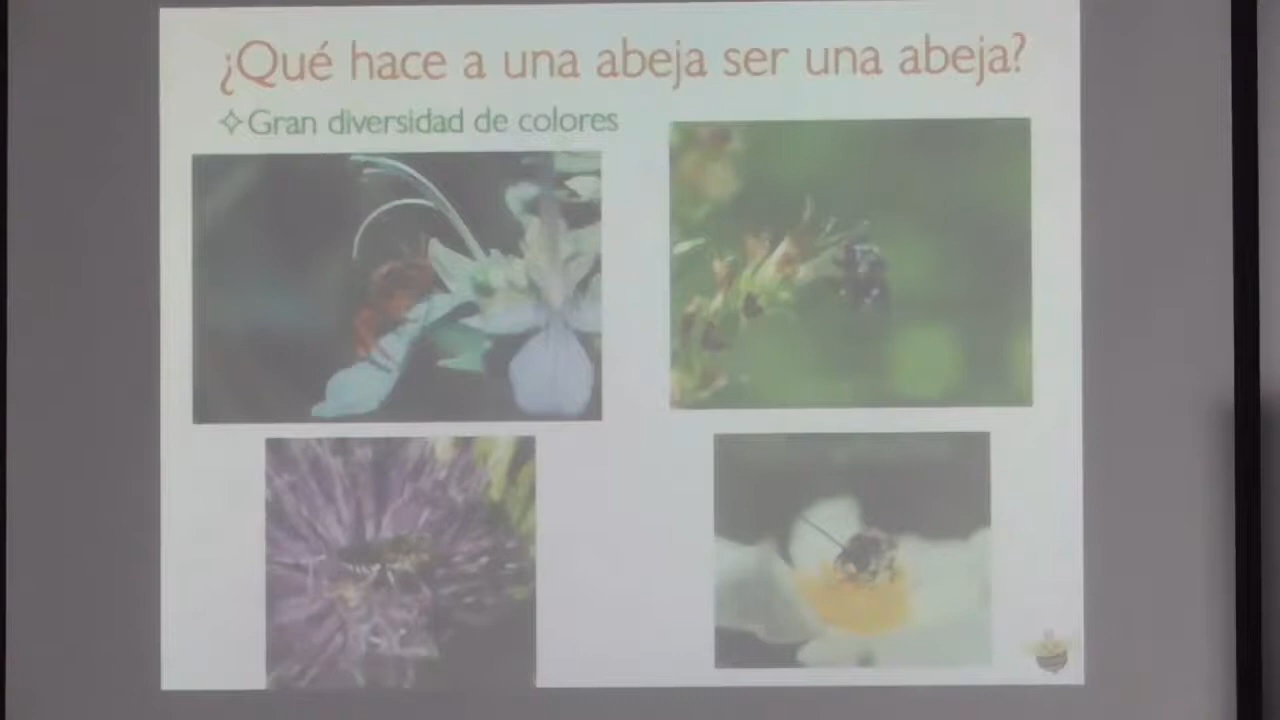 ¿Qué hace a una abeja ser una abeja?
✧Gran diversidad de colores